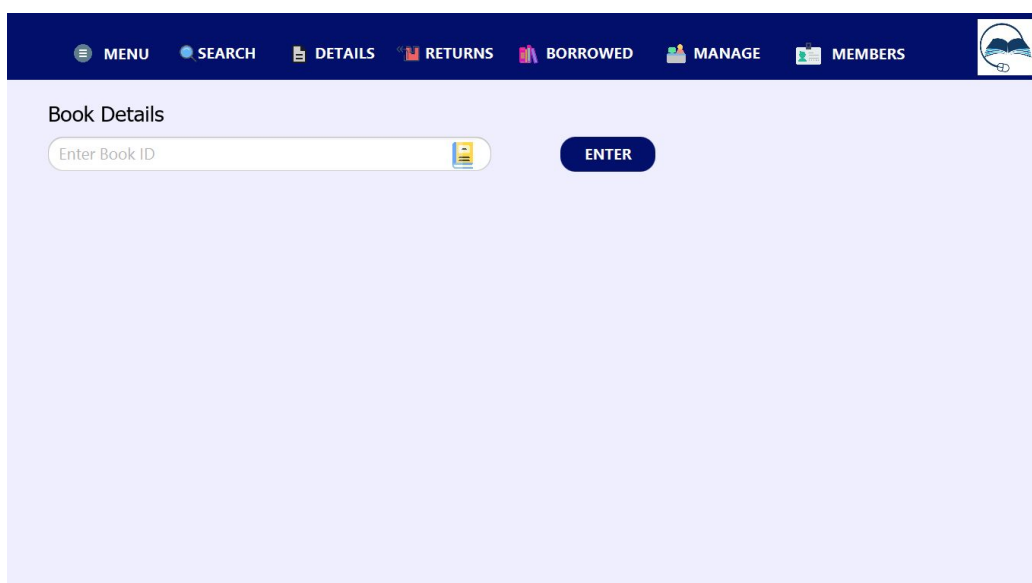 MENU SEARCH DETAILS RETURNS BORROWED MANAGE MEMBERS
Book Details
Enter Book ID ENTER